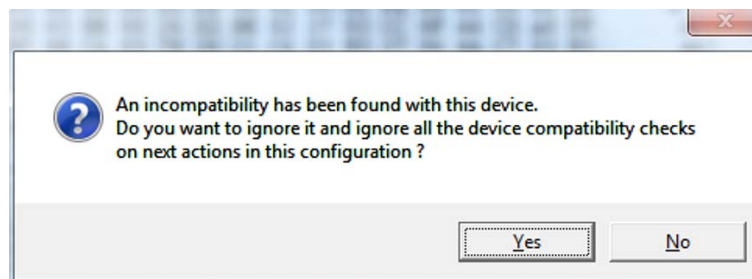 An incompatibility has been found with this device.
Do you want to ignore it and ignore all the device compatibility checks
on next actions in this configuration ?
Yes
No